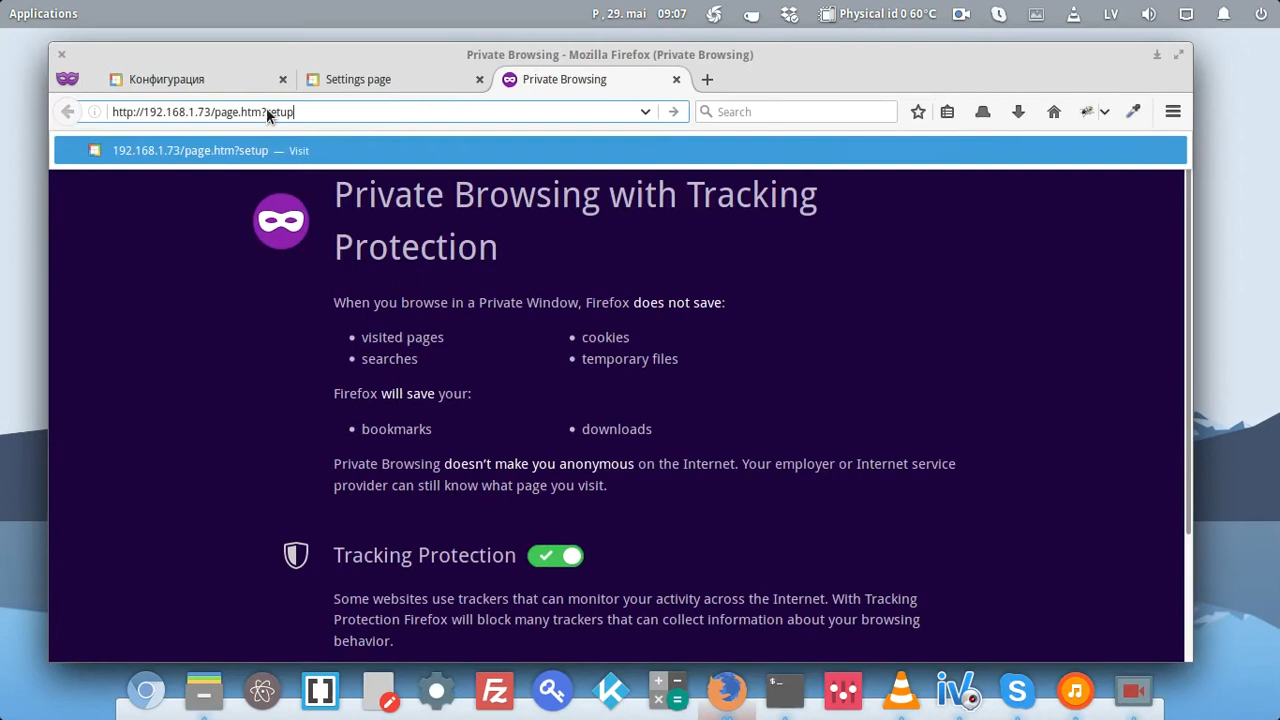 Applications
P , 29. mai 09:07
Physical id 0 60°C
LV
Private Browsing - Mozilla Firefox (Private Browsing)
Конфигурация
Settings page
Private Browsing
http://192.168.1.73/page.htm?setup
Search
192.168.1.73/page.htm?setup — Visit
Private Browsing with Tracking
Protection
When you browse in a Private Window, Firefox does not save:
• visited pages
• cookies
• searches
• temporary files
Firefox will save your:
• bookmarks
• downloads
Private Browsing doesn’t make you anonymous on the Internet. Your employer or Internet service
provider can still know what page you visit.
Tracking Protection
Some websites use trackers that can monitor your activity across the Internet. With Tracking
Protection Firefox will block many trackers that can collect information about your browsing
behavior.
FZ
iV